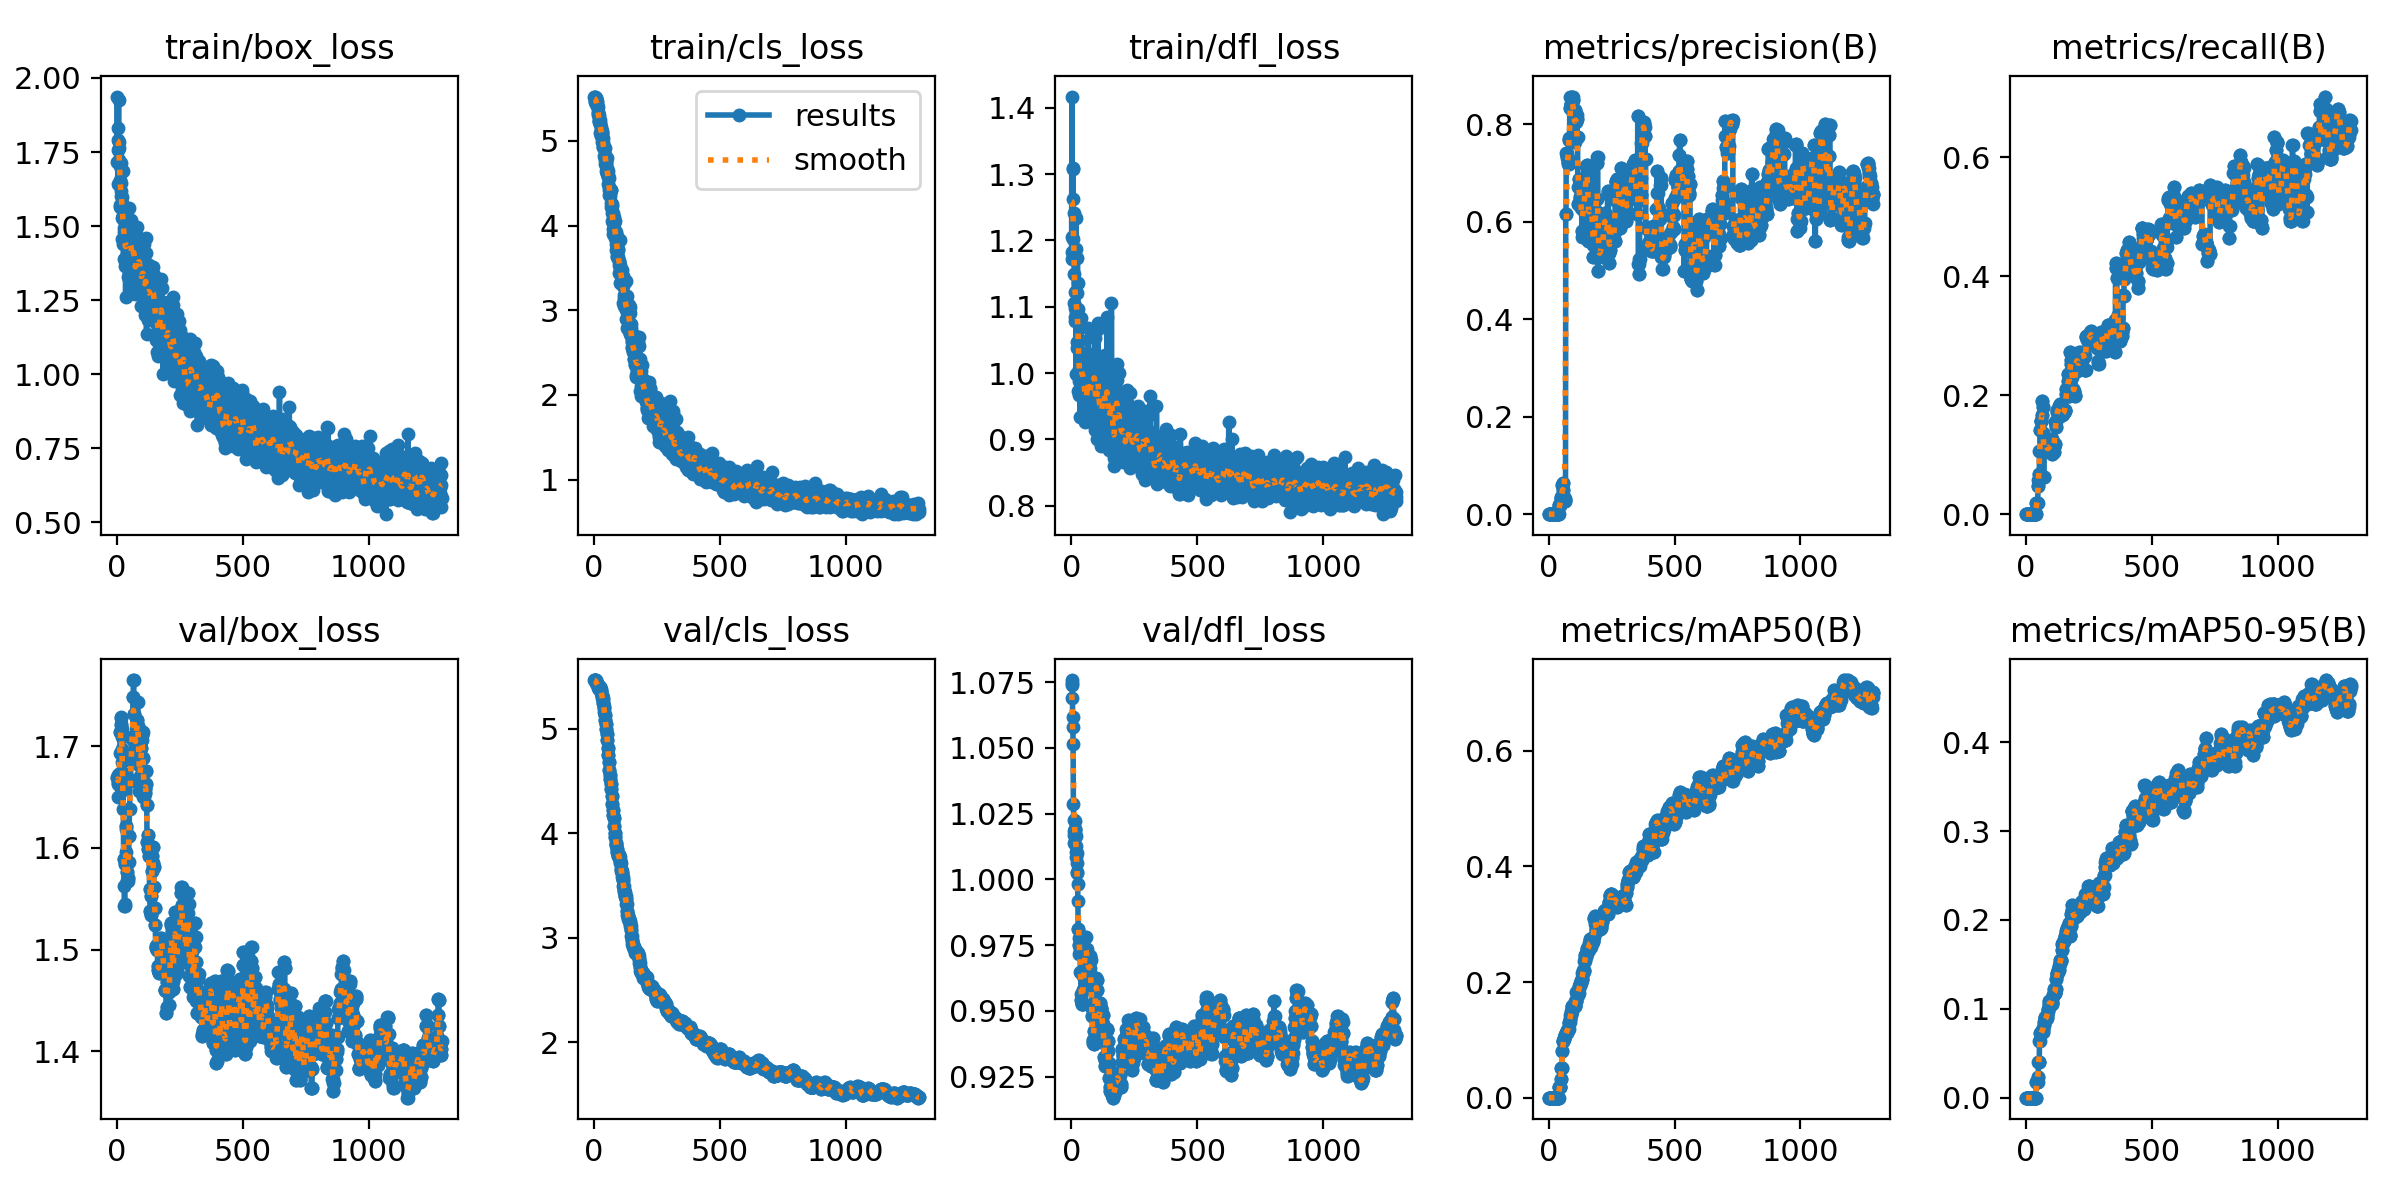 train/box_loss
2.00
1.75
1.50
1.25
1.00
0.75
0.50
0 500 1000
train/cls_loss
results
smooth
5
4
3
2
1
0 500 1000
train/dfl_loss
1.4
1.3
1.2
1.1
1.0
0.9
0.8
0 500 1000
metrics/precision(B)
0.8
0.6
0.4
0.2
0.0
0 500 1000
metrics/recall(B)
0.6
0.4
0.2
0.0
0 500 1000
val/box_loss
1.7
1.6
1.5
1.4
0 500 1000
val/cls_loss
5
4
3
2
0 500 1000
val/dfl_loss
1.075
1.050
1.025
1.000
0.975
0.950
0.925
0 500 1000
metrics/mAP50(B)
0.6
0.4
0.2
0.0
0 500 1000
metrics/mAP50-95(B)
0.4
0.3
0.2
0.1
0.0
0 500 1000